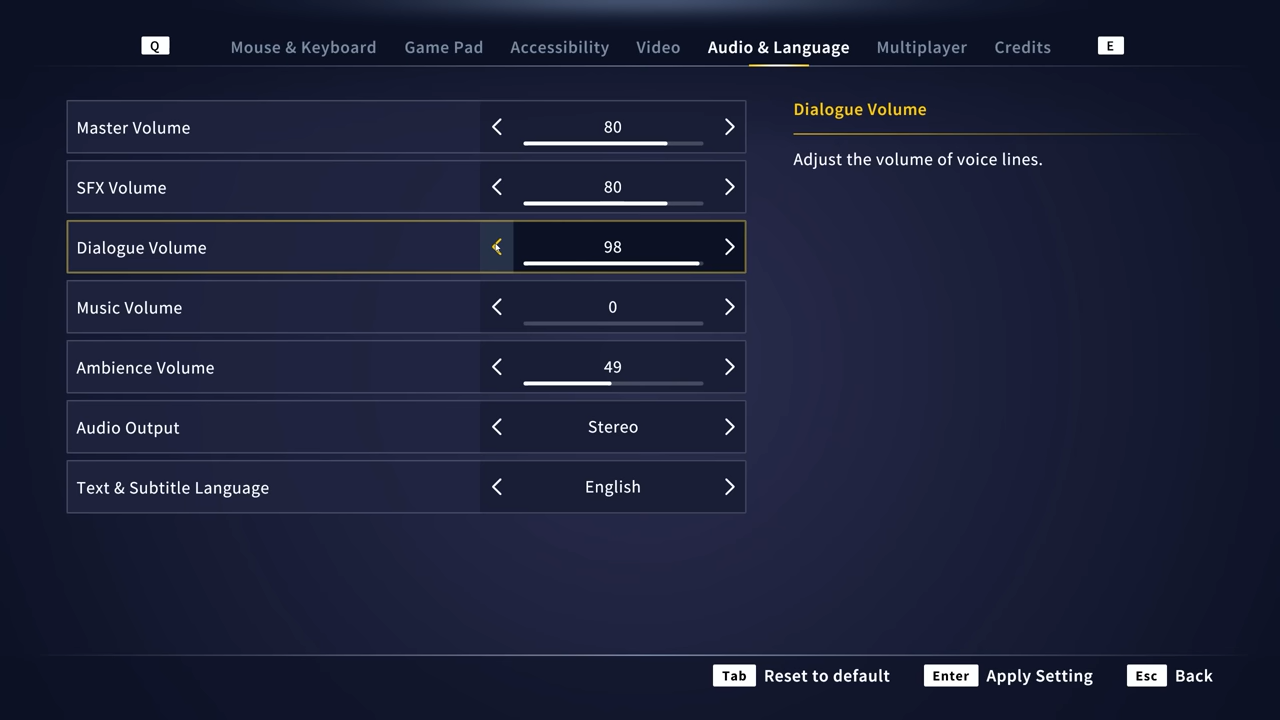 Q Mouse & Keyboard Game Pad Accessibility Video Audio & Language Multiplayer Credits E
Master Volume 80
SFX Volume 80
Dialogue Volume 98
Music Volume 0
Ambience Volume 49
Audio Output Stereo
Text & Subtitle Language English
Dialogue Volume
Adjust the volume of voice lines.
Tab Reset to default Enter Apply Setting Esc Back